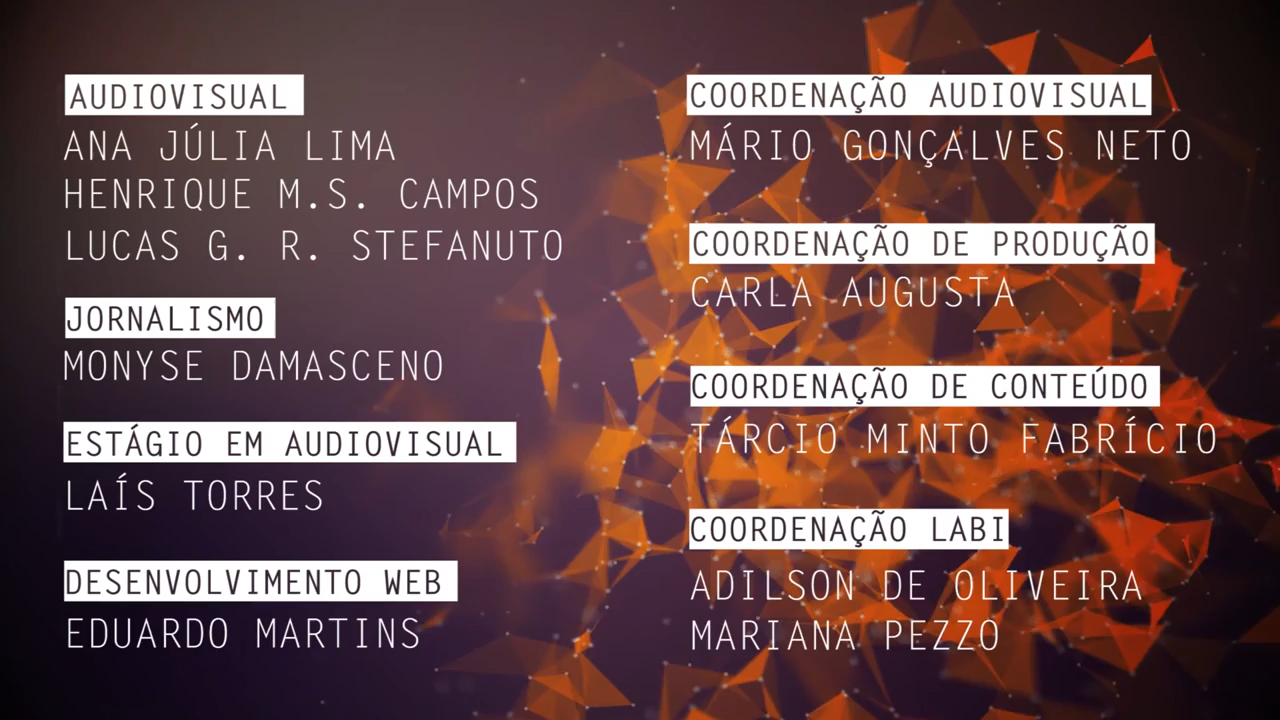 AUDIOVISUAL
ANA JÚLIA LIMA
HENRIQUE M.S. CAMPOS
LUCAS G. R. STEFANUTO
JORNALISMO
MONYSE DAMASCENO
ESTÁGIO EM AUDIOVISUAL
LAÍS TORRES
DESENVOLVIMENTO WEB
EDUARDO MARTINS
COORDENAÇÃO AUDIOVISUAL
MÁRIO GONÇALVES NETO
COORDENAÇÃO DE PRODUÇÃO
CARLA AUGUSTA
COORDENAÇÃO DE CONTEÚDO
TÁRCIO MINTO FABRÍCIO
COORDENAÇÃO LABI
ADILSON DE OLIVEIRA
MARIANA PEZZO